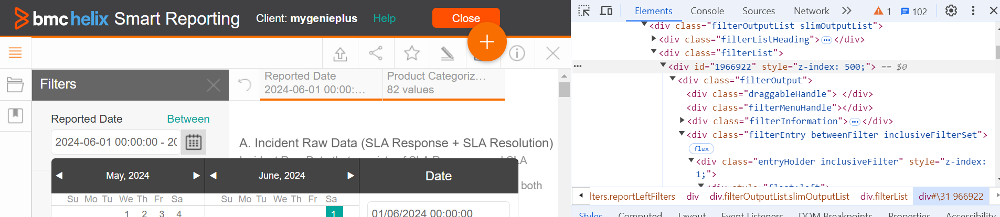 bmc helix Smart Reporting Client: mygenieplus Help Close
Filters
Reported Date Between
2024-06-01 00:00:00 - 20
Reported Date
2024-06-01 00:00:...
Product Categoriz...
82 values
A. Incident Raw Data (SLA Response + SLA Resolution)
both
May, 2024
June, 2024
Date
Su Mo Tu We Th Fr Sa
1 2 3 4
Su Mo Tu We Th Fr Sa
1
01/06/2024 00:00:00
Elements Console Sources Network 1 102
<div class="filterOutputList slimOutputList">
<div class="filterListHeading"> ... </div>
<div class="filterList">
... <div id="1966922" style="z-index: 500;"> == $0
<div class="filterOutput">
<div class="draggableHandle"> </div>
<div class="filterMenuHandle"></div>
<div class="filterInformation"> ... </div>
<div class="filterEntry betweenFilter inclusiveFilterSet">
flex
<div class="entryHolder inclusiveFilter" style="z-index:
1;">
<div style="float:left">
lters.reportLeftFilters div div.filterOutputList.slimOutputList div.filterList div#\31 966922
Styles Computed Layout Event Listeners DOM Breakpoints Properties Accessibility